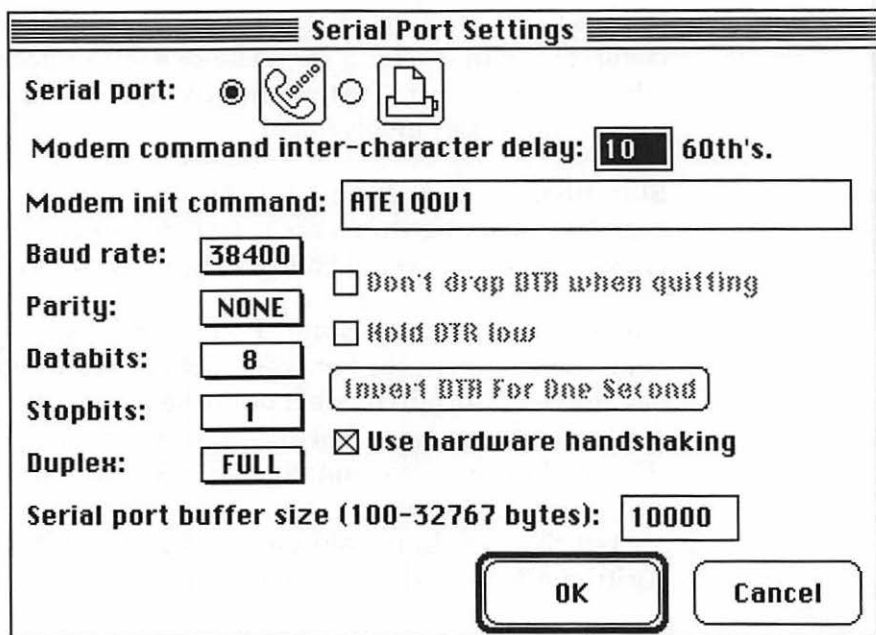 Serial Port Settings
Serial port:
Modem command inter-character delay: 10 60th's.
Modem init command: ATE1Q0V1
Baud rate: 38400
Don't drop DTR when quitting
Parity: NONE
Hold DTR low
Databits: 8
Invert DTR For One Second
Stopbits: 1
Use hardware handshaking
Duplex: FULL
Serial port buffer size (100-32767 bytes): 10000
OK Cancel